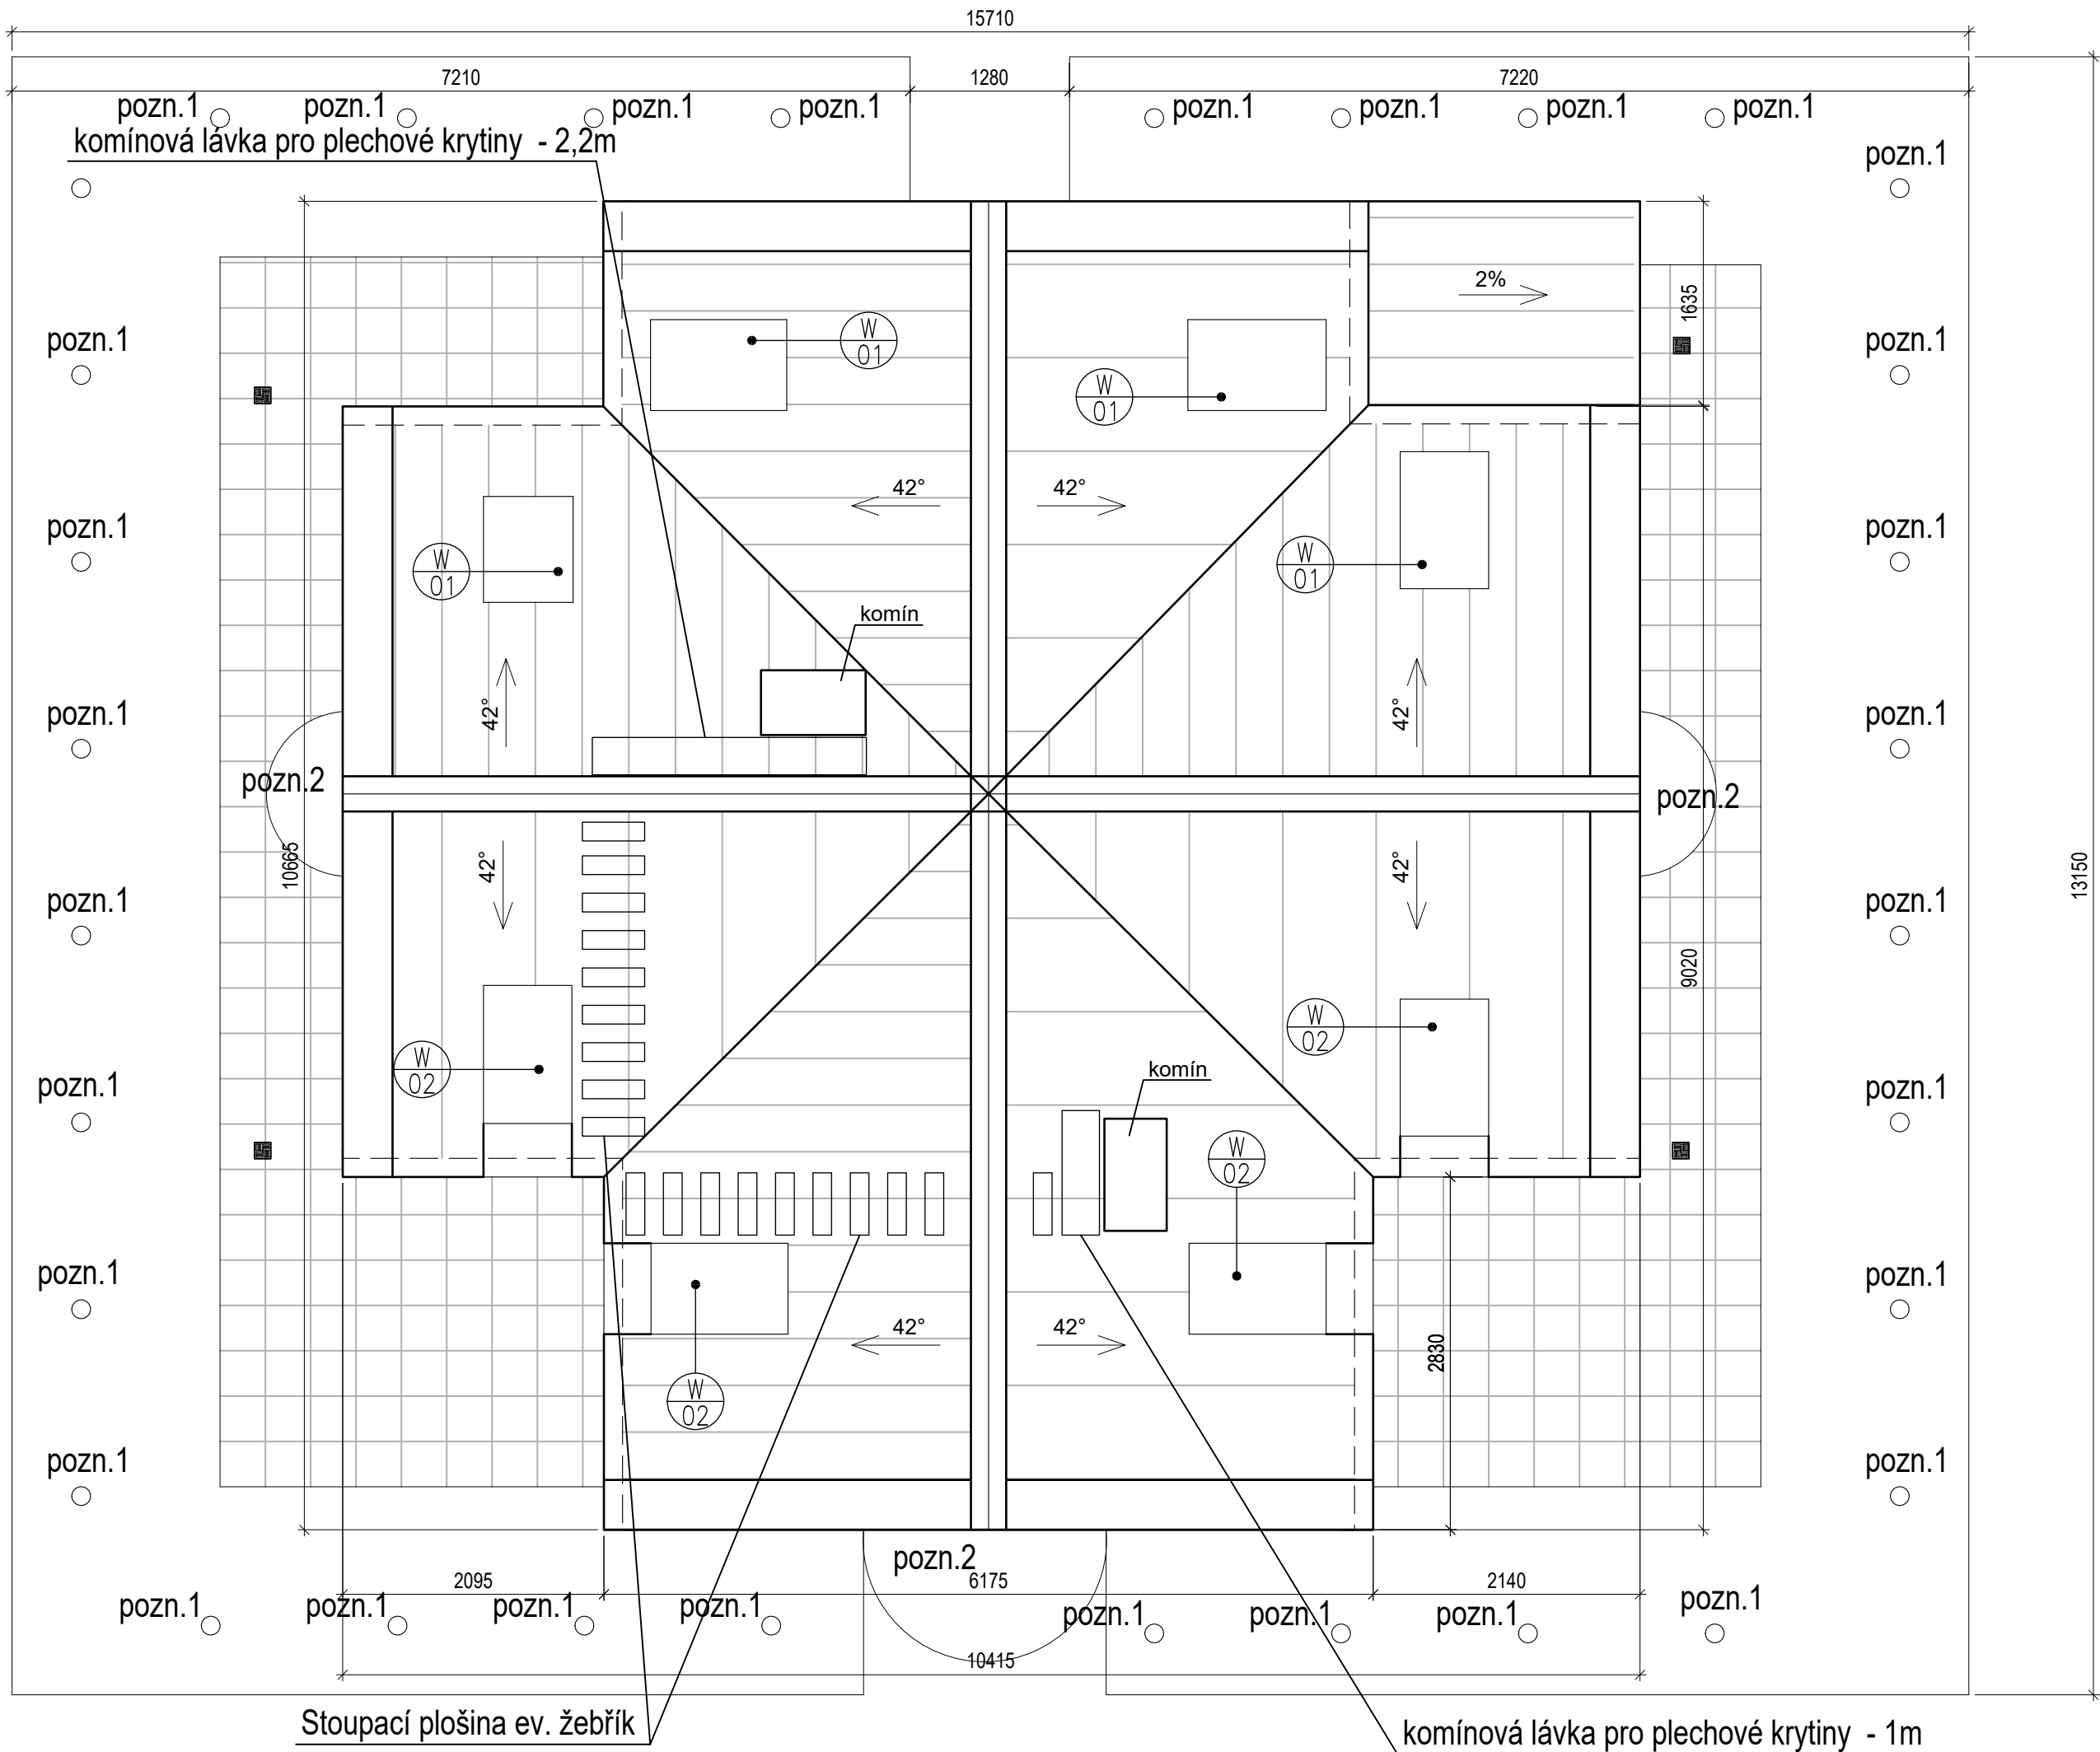 15710
7210 1280 7220
pozn.1 pozn.1 pozn.1 pozn.1 pozn.1 pozn.1 pozn.1 pozn.1
komínová lávka pro plechové krytiny - 2,2m
pozn.1
2%
1635
pozn.1
W
01
pozn.1
W
01
42° 42°
pozn.1
pozn.1
W
01
W
01
komín
42°
42°
pozn.1
pozn.1
pozn.2
pozn.2
10665
42°
42°
13150
pozn.1
pozn.1
9020
W
02
W
02
komín
pozn.1
pozn.1
W
02
pozn.1
pozn.1
42° 42°
2830
W
02
pozn.1
pozn.1
pozn.2
2095 6175 2140
pozn.1 pozn.1 pozn.1 pozn.1 pozn.1 pozn.1 pozn.1 pozn.1
10415
Stoupací plošina ev. žebřík
komínová lávka pro plechové krytiny - 1m